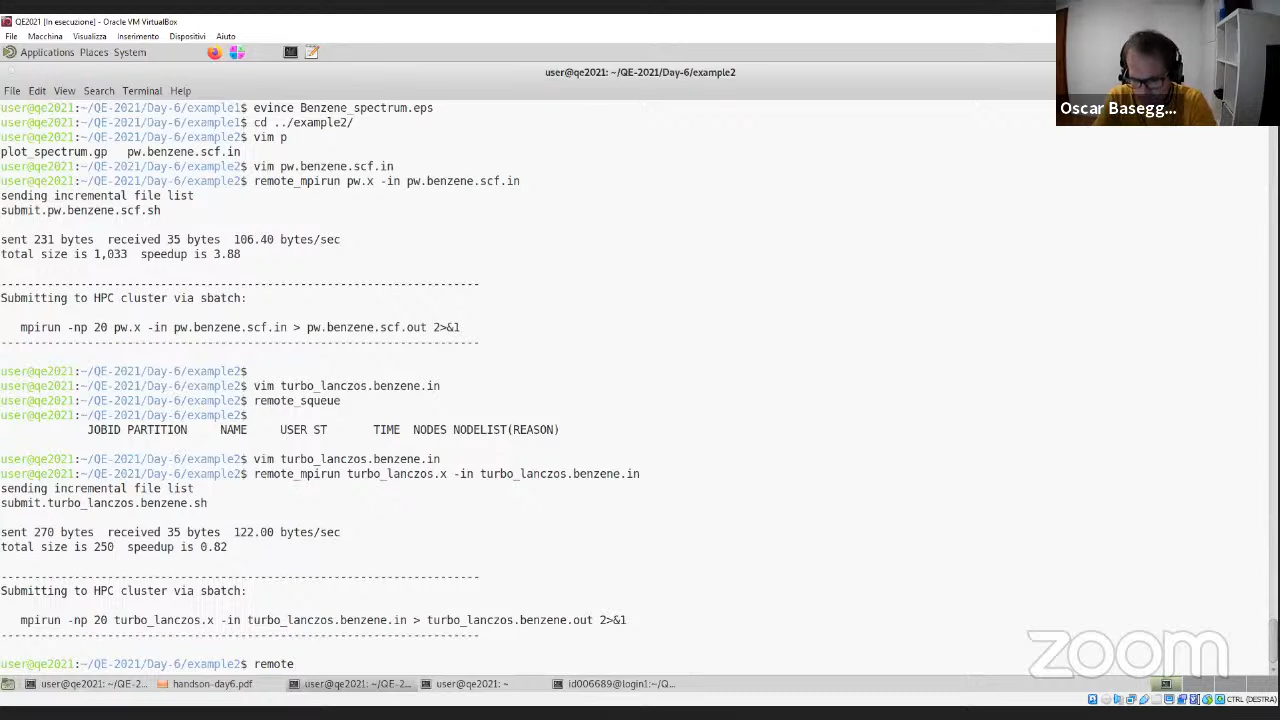 QE2021 [In esecuzione] - Oracle VM VirtualBox
File Macchina Visualizza Inserimento Dispositivi Aiuto
Applications Places System
user@qe2021: ~/QE-2021/Day-6/example2
File Edit View Search Terminal Help
Oscar Basegg...
user@qe2021:~/QE-2021/Day-6/example1$ evince Benzene_spectrum.eps
user@qe2021:~/QE-2021/Day-6/example1$ cd ../example2/
user@qe2021:~/QE-2021/Day-6/example2$ vim p
plot_spectrum.gp pw.benzene.scf.in
user@qe2021:~/QE-2021/Day-6/example2$ vim pw.benzene.scf.in
user@qe2021:~/QE-2021/Day-6/example2$ remote_mpirun pw.x -in pw.benzene.scf.in
sending incremental file list
submit.pw.benzene.scf.sh
sent 231 bytes received 35 bytes 106.40 bytes/sec
total size is 1,033 speedup is 3.88
------------------------------------------------------------------------
Submitting to HPC cluster via sbatch:
mpirun -np 20 pw.x -in pw.benzene.scf.in > pw.benzene.scf.out 2>&1
------------------------------------------------------------------------
user@qe2021:~/QE-2021/Day-6/example2$
user@qe2021:~/QE-2021/Day-6/example2$ vim turbo_lanczos.benzene.in
user@qe2021:~/QE-2021/Day-6/example2$ remote_squeue
user@qe2021:~/QE-2021/Day-6/example2$
JOBID PARTITION NAME USER ST TIME NODES NODELIST(REASON)
user@qe2021:~/QE-2021/Day-6/example2$ vim turbo_lanczos.benzene.in
user@qe2021:~/QE-2021/Day-6/example2$ remote_mpirun turbo_lanczos.x -in turbo_lanczos.benzene.in
sending incremental file list
submit.turbo_lanczos.benzene.sh
sent 270 bytes received 35 bytes 122.00 bytes/sec
total size is 250 speedup is 0.82
------------------------------------------------------------------------
Submitting to HPC cluster via sbatch:
mpirun -np 20 turbo_lanczos.x -in turbo_lanczos.benzene.in > turbo_lanczos.benzene.out 2>&1
------------------------------------------------------------------------
user@qe2021:~/QE-2021/Day-6/example2$ remote
zoom
user@qe2021: ~/QE-2... handson-day6.pdf user@qe2021: ~/QE-2... user@qe2021: ~ id006689@login1:~/Q...
CTRL (DESTRA)